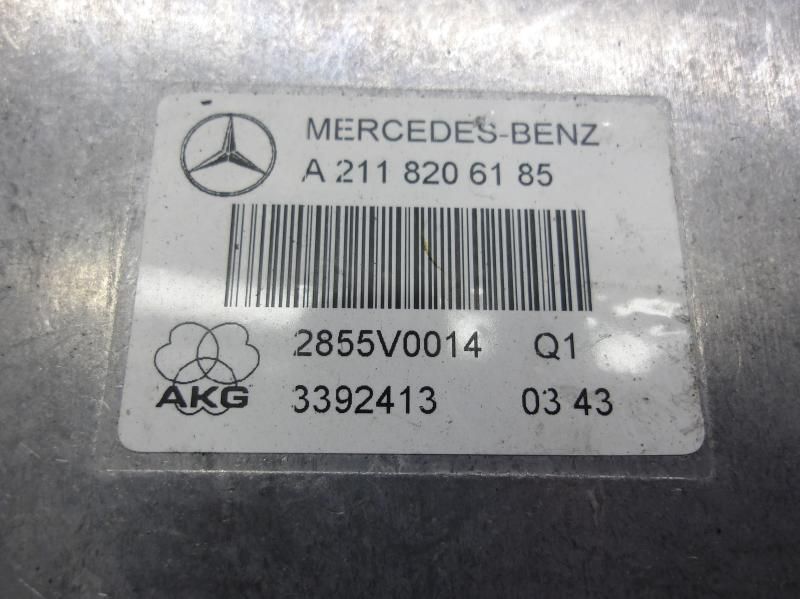 MERCEDES-BENZ
A 211 820 61 85
2855V0014 Q1
AKG 3392413 03 43